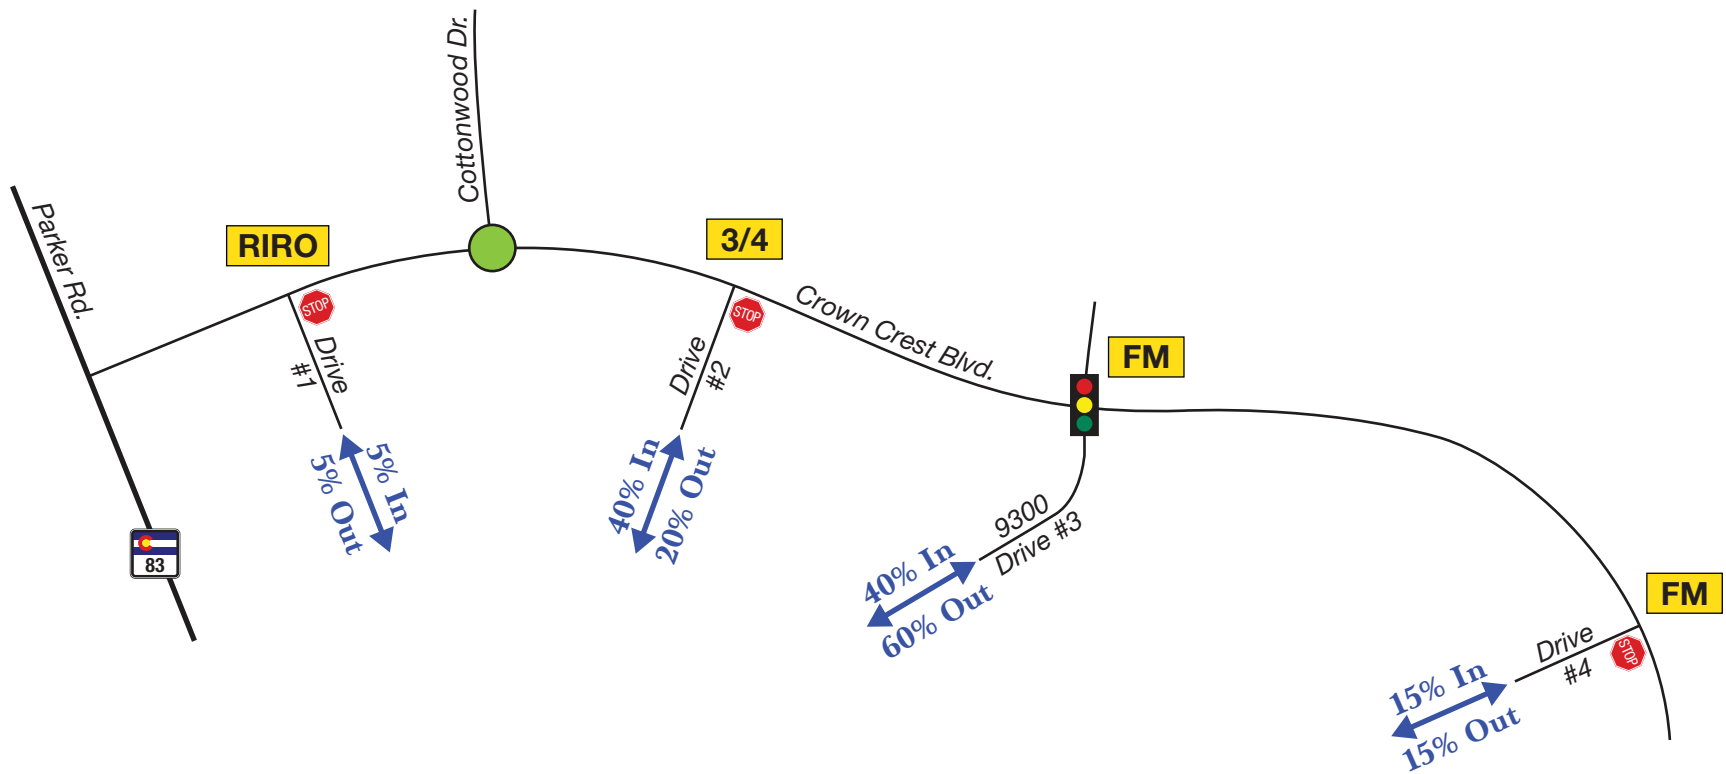 Cottonwood Dr.
Parker Rd.
RIRO
3/4
STOP
STOP
Crown Crest Blvd.
Drive
#1
Drive
#2
FM
5% In
5% Out
40% In
20% Out
83
9300
Drive #3
40% In
60% Out
FM
Drive
#4
STOP
15% In
15% Out